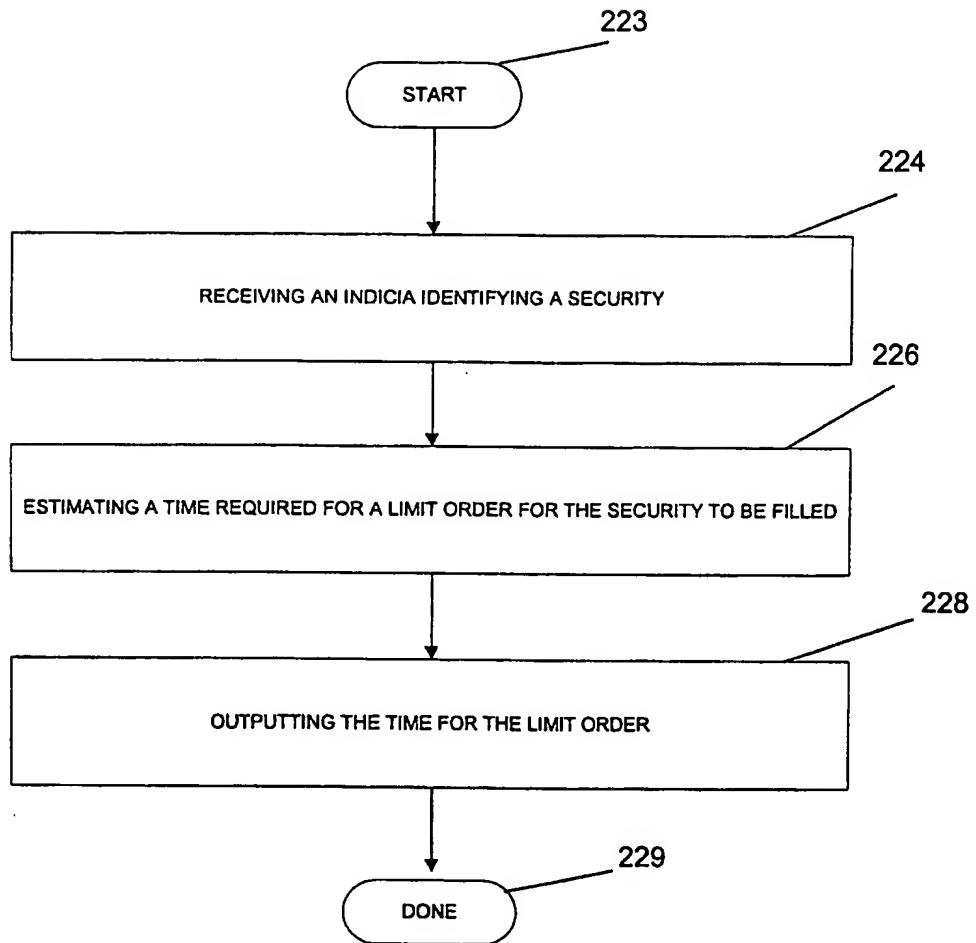 223
START
224
RECEIVING AN INDICIA IDENTIFYING A SECURITY
226
ESTIMATING A TIME REQUIRED FOR A LIMIT ORDER FOR THE SECURITY TO BE FILLED
228
OUTPUTTING THE TIME FOR THE LIMIT ORDER
229
DONE